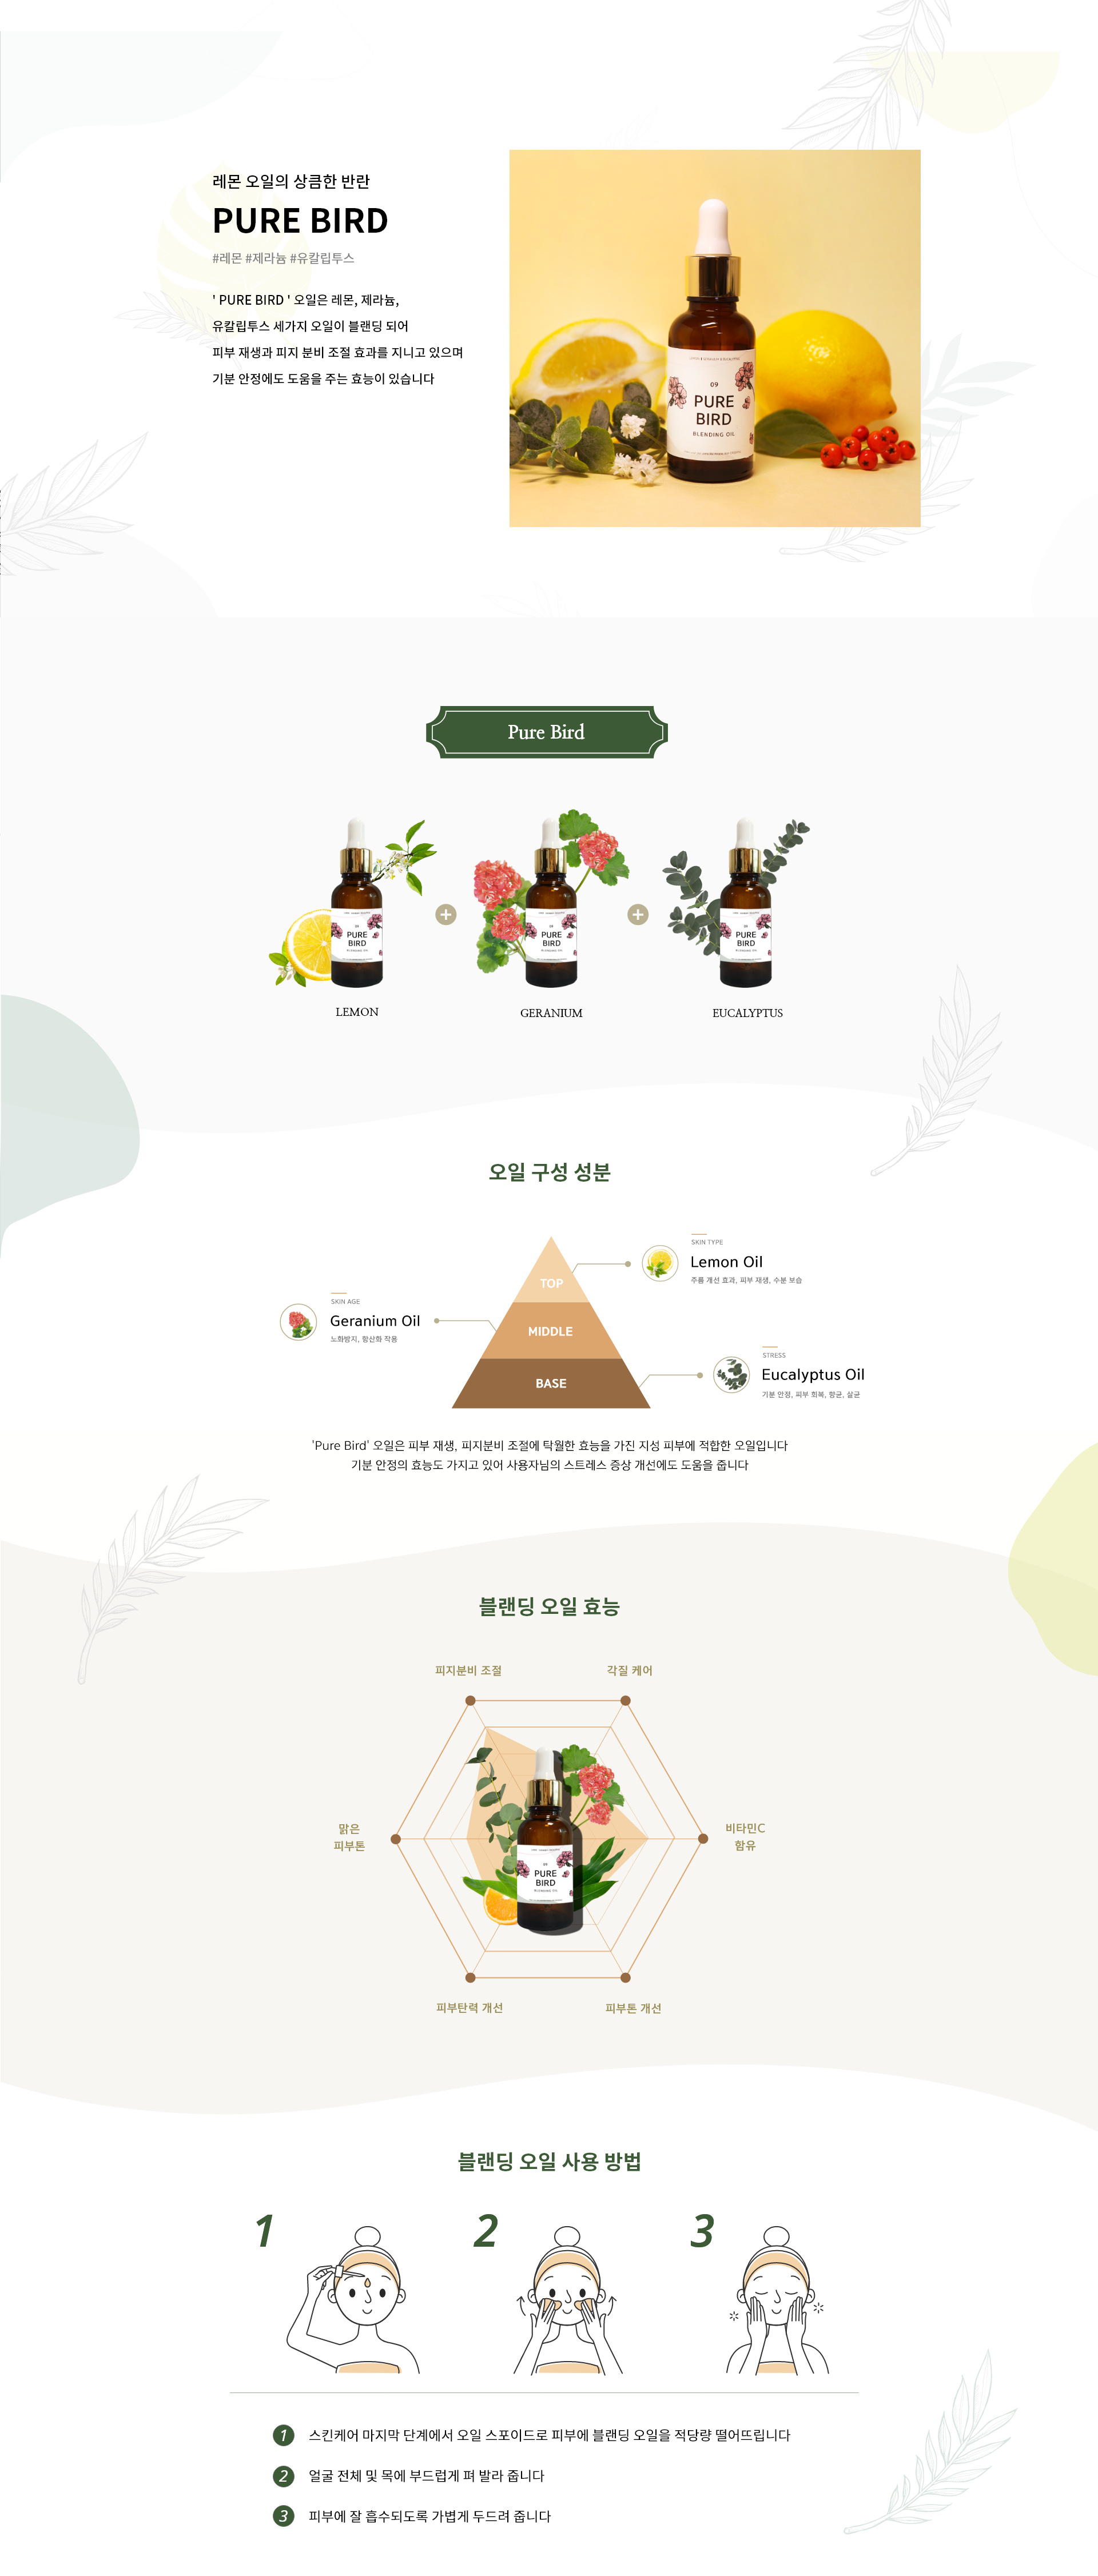 레몬 오일의 상큼한 반란
PURE BIRD
#레몬 #제라늄 #유칼립투스
' PURE BIRD ' 오일은 레몬, 제라늄,
유칼립투스 세가지 오일이 블랜딩 되어
피부 재생과 피지 분비 조절 효과를 지니고 있으며
기분 안정에도 도움을 주는 효능이 있습니다
09
PURE
BIRD
BLENDING OIL
Pure Bird
09
PURE
BIRD
BLENDING OIL
09
PURE
BIRD
BLENDING OIL
09
PURE
BIRD
BLENDING OIL
LEMON
GERANIUM
EUCALYPTUS
오일 구성 성분
SKIN TYPE
Lemon Oil
주름 개선 효과, 피부 재생, 수분 보습
TOP
SKIN AGE
Geranium Oil
노화방지, 항산화 작용
MIDDLE
STRESS
Eucalyptus Oil
기분 안정, 피부 회복, 향균, 살균
BASE
'Pure Bird' 오일은 피부 재생, 피지분비 조절에 탁월한 효능을 가진 지성 피부에 적합한 오일입니다
기분 안정의 효능도 가지고 있어 사용자님의 스트레스 증상 개선에도 도움을 줍니다
블랜딩 오일 효능
피지분비 조절
각질 케어
맑은
피부톤
비타민C
함유
09
PURE
BIRD
BLENDING OIL
피부탄력 개선
피부톤 개선
블랜딩 오일 사용 방법
1
2
3
1 스킨케어 마지막 단계에서 오일 스포이드로 피부에 블랜딩 오일을 적당량 떨어뜨립니다
2 얼굴 전체 및 목에 부드럽게 펴 발라 줍니다
3 피부에 잘 흡수되도록 가볍게 두드려 줍니다